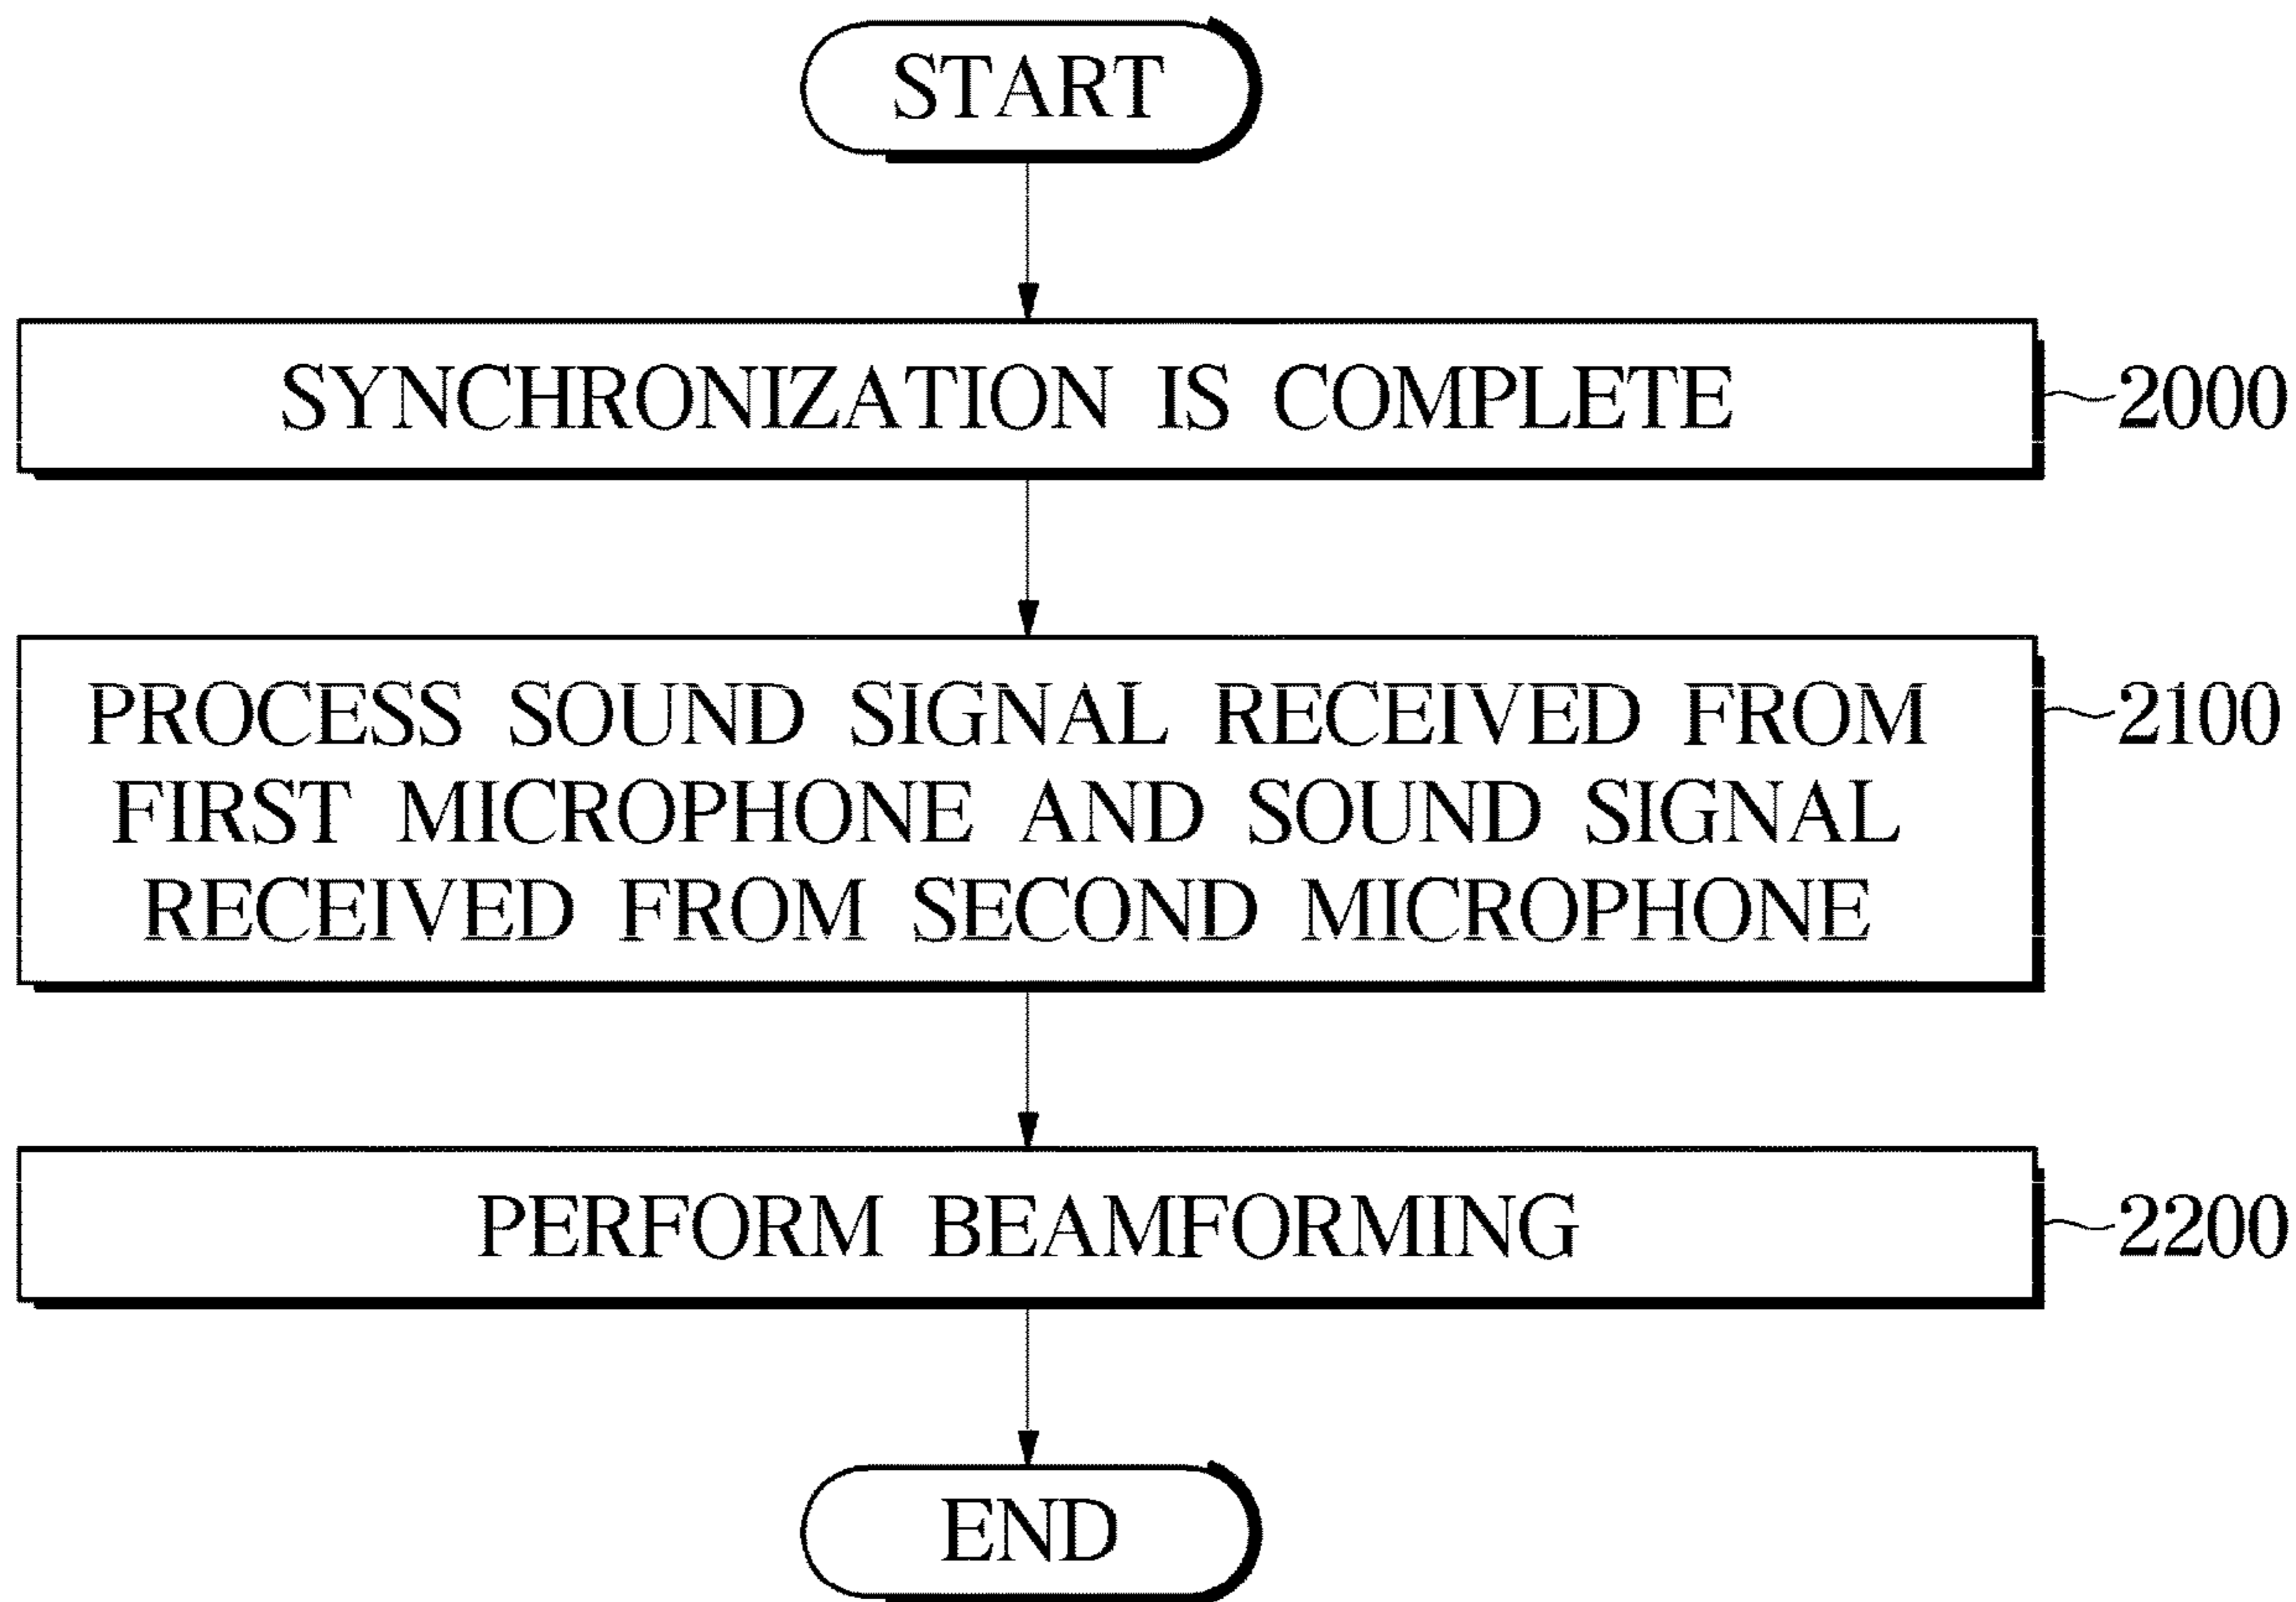 START
SYNCHRONIZATION IS COMPLETE
2000
PROCESS SOUND SIGNAL RECEIVED FROM
2100
FIRST MICROPHONE AND SOUND SIGNAL
RECEIVED FROM SECOND MICROPHONE
PERFORM BEAMFORMING
2200
END